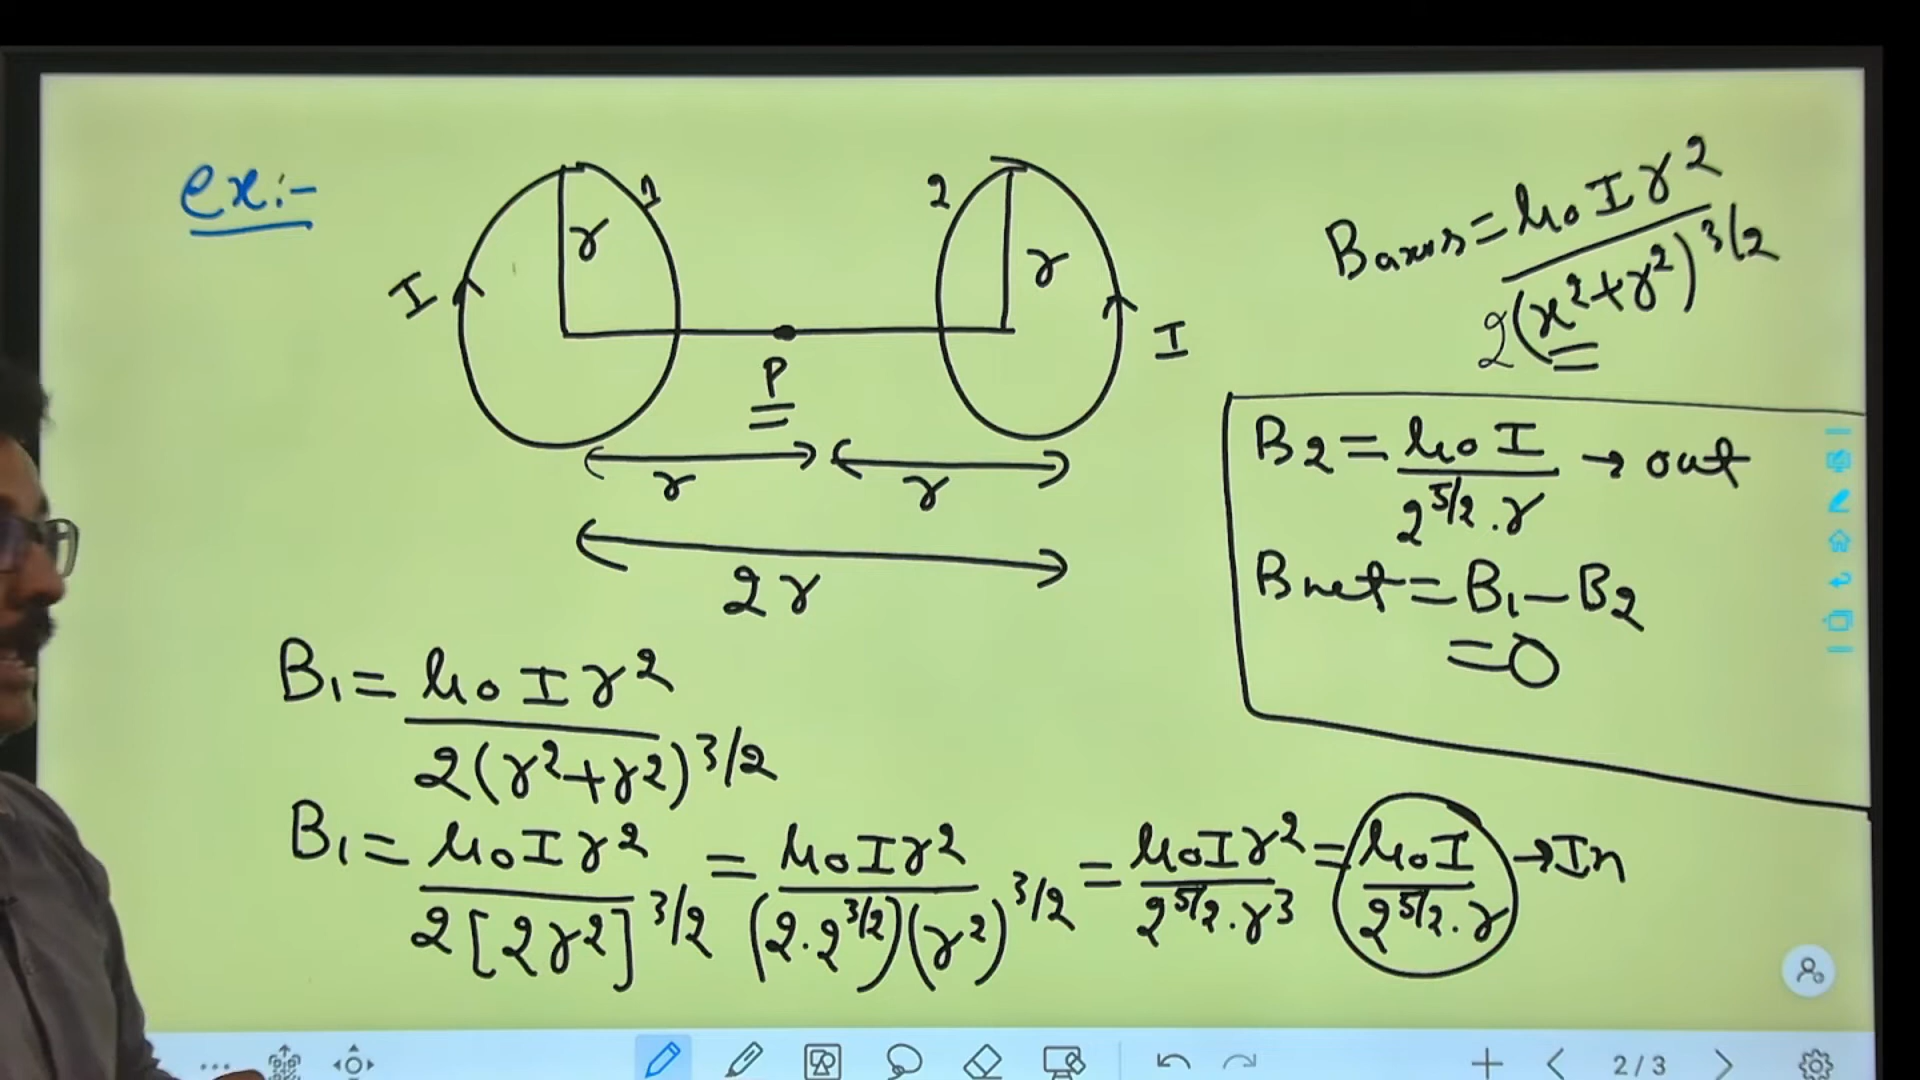 ex:-
1
2
r
r
I
I
P
r
r
2r
B axis = μ₀Ir²
2(x²+r²)^3/2
B₂ = μ₀I → out
2^5/2 . r
Bnet = B₁ – B₂
= 0
B₁ = μ₀Ir²
2(r²+r²)^3/2
B₁ = μ₀Ir² = μ₀Ir² = μ₀Ir² = μ₀I → In
2[2r²]^3/2 (2.2^3/2)(r²)^3/2 2^5/2 . r³ 2^5/2 . r
2/3